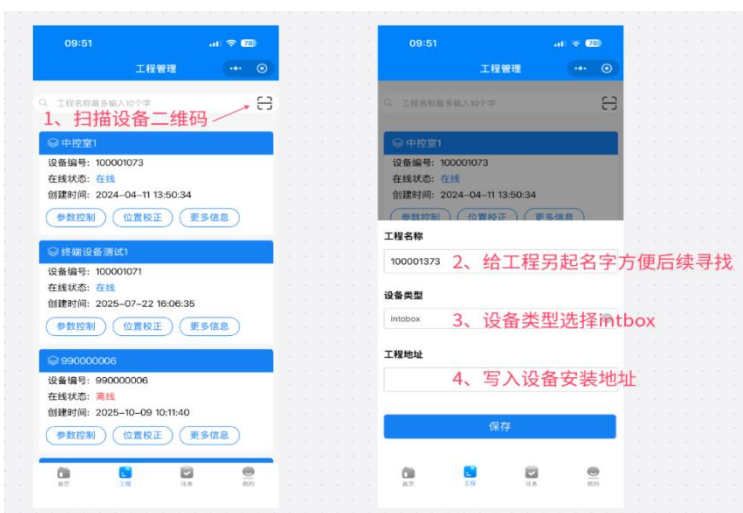 09:51
78
工程管理
工程名称最多输入10个字
1、扫描设备二维码
中控室1
设备编号：100001073
在线状态：在线
创建时间：2024-04-11 13:50:34
参数控制
位置校正
更多信息
终端设备测试1
设备编号：100001071
在线状态：在线
创建时间：2025-07-22 16:06:35
参数控制
位置校正
更多信息
990000006
设备编号：990000006
在线状态：离线
创建时间：2025-10-09 10:11:40
参数控制
位置校正
更多信息
首页
工程
任务
我的
09:51
78
工程管理
工程名称最多输入10个字
中控室1
设备编号：100001073
在线状态：在线
创建时间：2024-04-11 13:50:34
参数控制
位置校正
更多信息
工程名称
100001373
2、给工程另起名字方便后续寻找
设备类型
intobox
3、设备类型选择intbox
工程地址
4、写入设备安装地址
保存
首页
工程
任务
我的